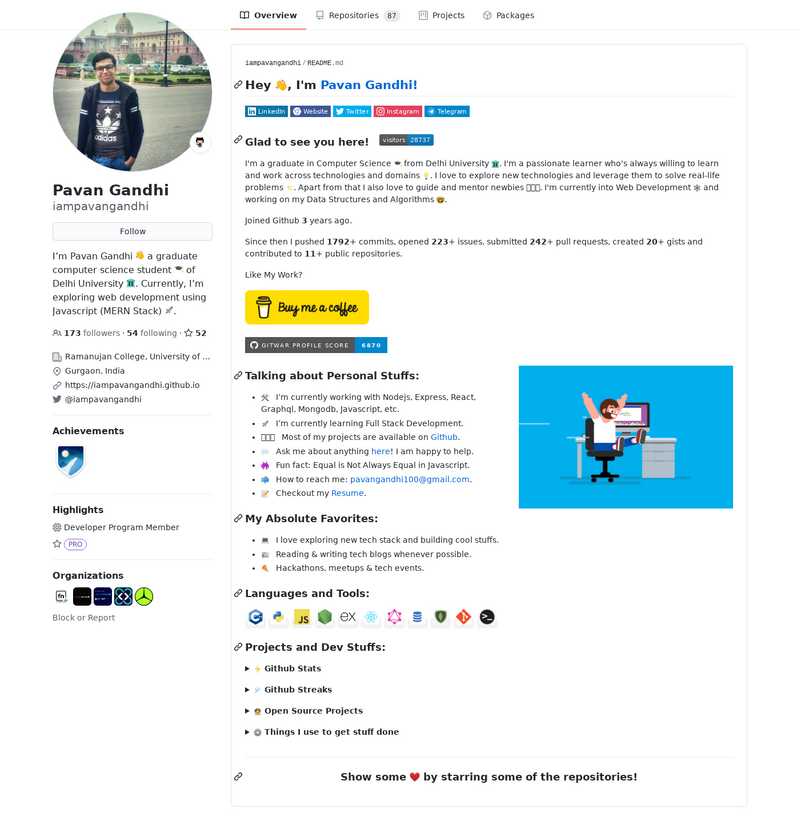 Overview Repositories 87 Projects Packages
iampavangandhi/README.md
Hey 👋, I'm Pavan Gandhi!
LinkedIn Website Twitter Instagram Telegram
Glad to see you here! visitors 28737
I'm a graduate in Computer Science 🎓 from Delhi University 🏛. I'm a passionate learner who's always willing to learn
and work across technologies and domains 💡. I love to explore new technologies and leverage them to solve real-life
problems ✨. Apart from that I also love to guide and mentor newbies. I'm currently into Web Development 🕸 and
working on my Data Structures and Algorithms 🤓.
Joined Github 3 years ago.
Since then I pushed 1792+ commits, opened 223+ issues, submitted 242+ pull requests, created 20+ gists and
contributed to 11+ public repositories.
Like My Work?
Buy me a coffee
GITWAR PROFILE SCORE 6870
Talking about Personal Stuffs:
I'm currently working with Nodejs, Express, React,
Graphql, Mongodb, Javascript, etc.
I'm currently learning Full Stack Development.
Most of my projects are available on Github.
Ask me about anything here! I am happy to help.
Fun fact: Equal is Not Always Equal in Javascript.
How to reach me: pavangandhi100@gmail.com.
Checkout my Resume.
My Absolute Favorites:
I love exploring new tech stack and building cool stuffs.
Reading & writing tech blogs whenever possible.
Hackathons, meetups & tech events.
Languages and Tools:
JS ex
Projects and Dev Stuffs:
Github Stats
Github Streaks
Open Source Projects
Things I use to get stuff done
Show some ❤️ by starring some of the repositories!
adidas
Pavan Gandhi
iampavangandhi
Follow
I'm Pavan Gandhi 👋 a graduate
computer science student 🎓 of
Delhi University 🏛. Currently, I'm
exploring web development using
Javascript (MERN Stack) 🚀.
173 followers · 54 following · 52
Ramanujan College, University of ...
Gurgaon, India
https://iampavangandhi.github.io
@iampavangandhi
Achievements
Highlights
Developer Program Member
PRO
Organizations
fn
Block or Report